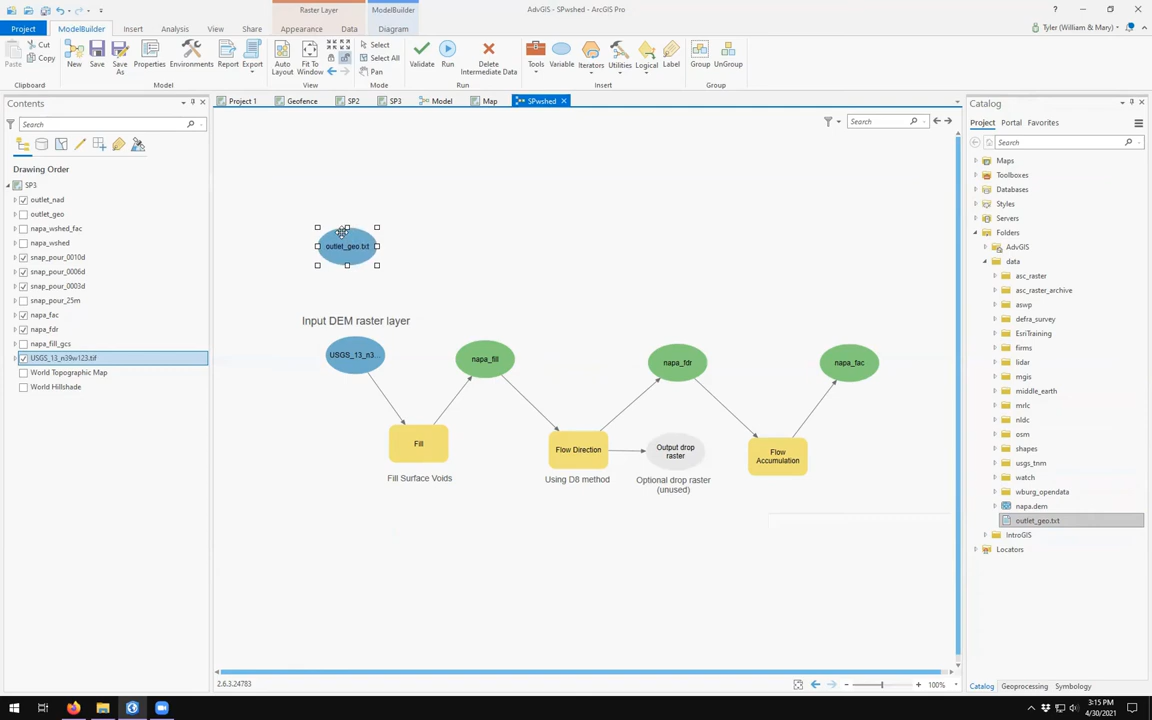 Raster Layer
ModelBuilder
AdvGIS - SPwshed - ArcGIS Pro
Project
ModelBuilder
Insert
Analysis
View
Share
Appearance
Data
Diagram
Tyler (William & Mary)
Paste
Cut
Copy
New
Save
Save As
Properties
Environments
Report
Export
Auto Layout
Fit To Window
Select
Select All
Pan
Validate
Run
Delete Intermediate Data
Tools
Variable
Iterators
Utilities
Logical
Label
Group
UnGroup
Clipboard
Model
View
Mode
Run
Insert
Group
Contents
Search
Drawing Order
SP3
outlet_nad
outlet_geo
napa_wshed_fac
napa_wshed
snap_pour_0010d
snap_pour_0006d
snap_pour_0003d
snap_pour_25m
napa_fac
napa_fdr
napa_fill_gcs
USGS_13_n39w123.tif
World Topographic Map
World Hillshade
Project 1
Geofence
SP2
SP3
Model
Map
SPwshed
Search
outlet_geo.txt
Input DEM raster layer
USGS_13_n3...
napa_fill
napa_fdr
napa_fac
Fill
Flow Direction
Output drop raster
Flow Accumulation
Fill Surface Voids
Using D8 method
Optional drop raster (unused)
2.6.3.24783
100%
Catalog
Project
Portal
Favorites
Search
Maps
Toolboxes
Databases
Styles
Servers
Folders
AdvGIS
data
asc_raster
asc_raster_archive
aswp
defra_survey
EsriTraining
firms
lidar
mgis
middle_earth
mrlc
nldc
osm
shapes
usgs_tnm
watch
wburg_opendata
napa.dem
outlet_geo.txt
IntroGIS
Locators
Catalog
Geoprocessing
Symbology
3:15 PM
4/30/2021